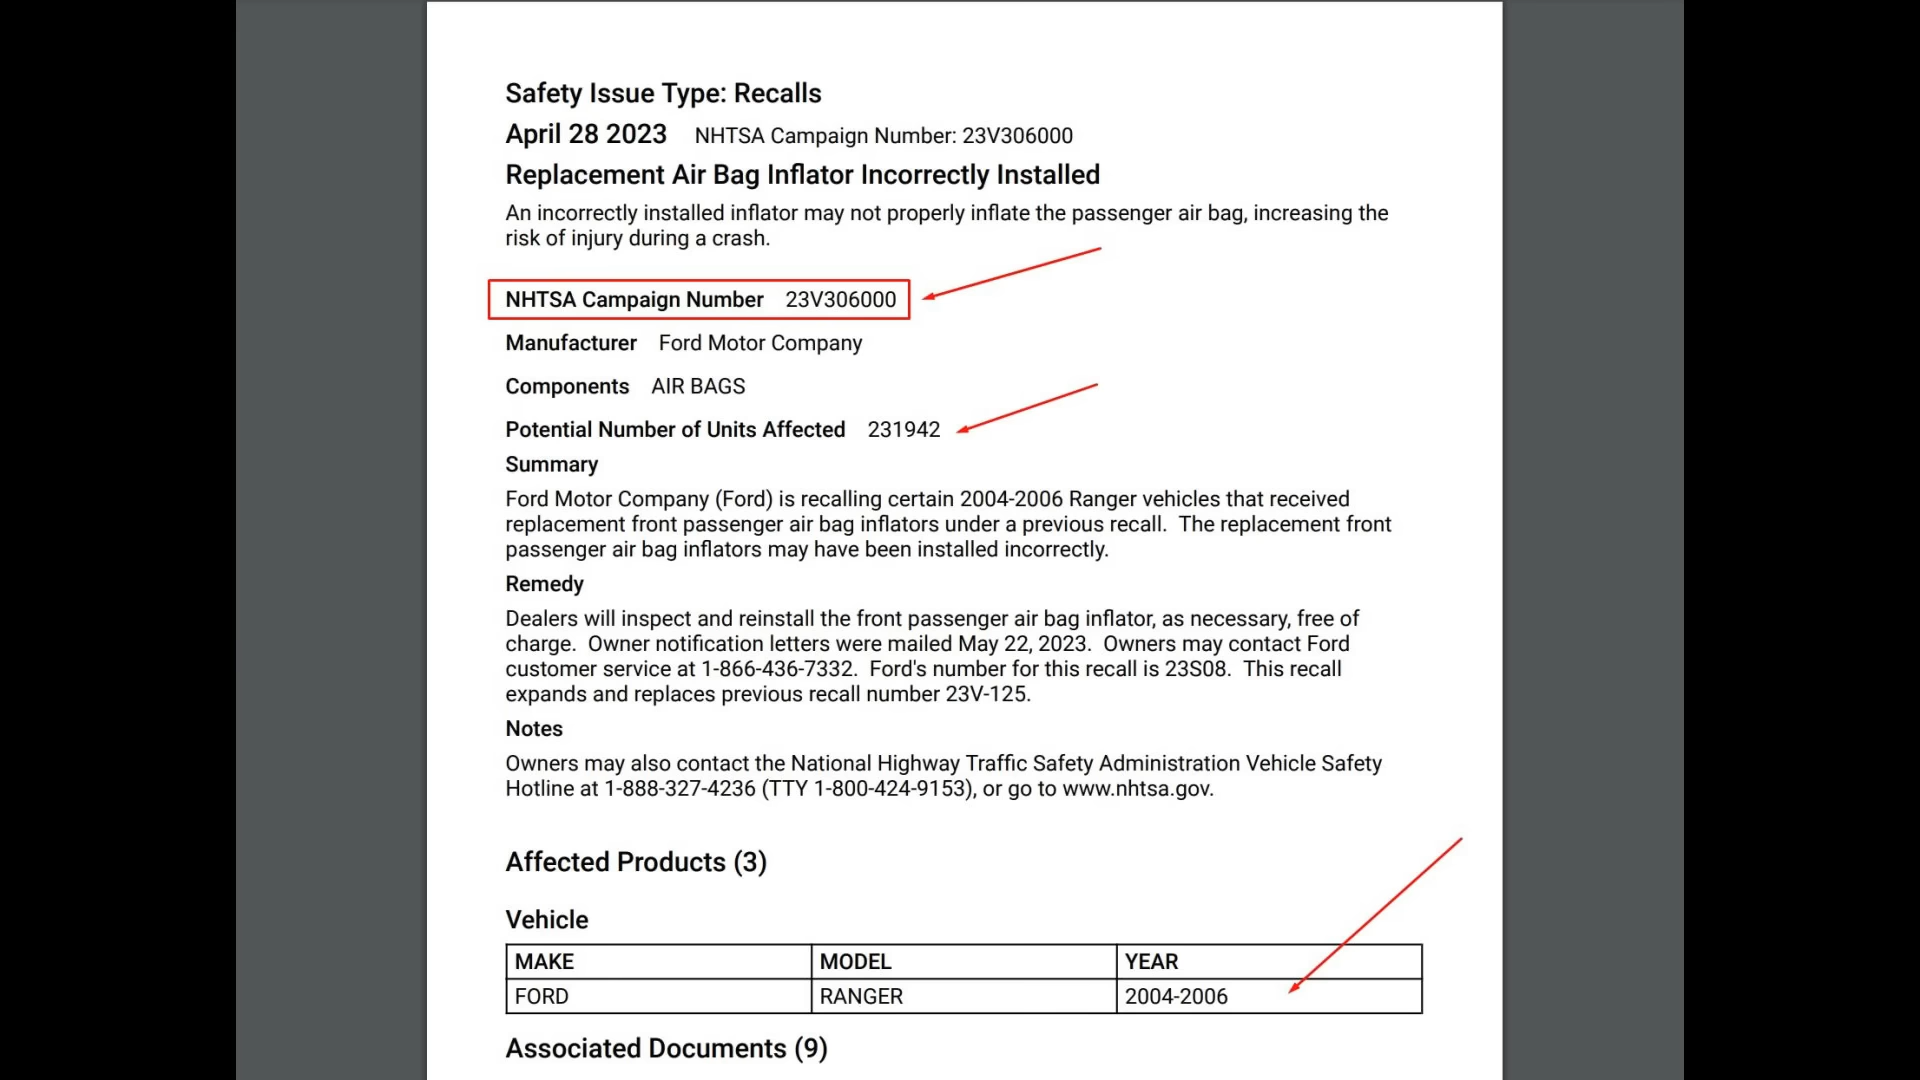 Safety Issue Type: Recalls
April 28 2023 NHTSA Campaign Number: 23V306000
Replacement Air Bag Inflator Incorrectly Installed
An incorrectly installed inflator may not properly inflate the passenger air bag, increasing the
risk of injury during a crash.
NHTSA Campaign Number 23V306000
Manufacturer Ford Motor Company
Components AIR BAGS
Potential Number of Units Affected 231942
Summary
Ford Motor Company (Ford) is recalling certain 2004-2006 Ranger vehicles that received
replacement front passenger air bag inflators under a previous recall. The replacement front
passenger air bag inflators may have been installed incorrectly.
Remedy
Dealers will inspect and reinstall the front passenger air bag inflator, as necessary, free of
charge. Owner notification letters were mailed May 22, 2023. Owners may contact Ford
customer service at 1-866-436-7332. Ford's number for this recall is 23S08. This recall
expands and replaces previous recall number 23V-125.
Notes
Owners may also contact the National Highway Traffic Safety Administration Vehicle Safety
Hotline at 1-888-327-4236 (TTY 1-800-424-9153), or go to www.nhtsa.gov.
Affected Products (3)
Vehicle
MAKE MODEL YEAR
FORD RANGER 2004-2006
Associated Documents (9)